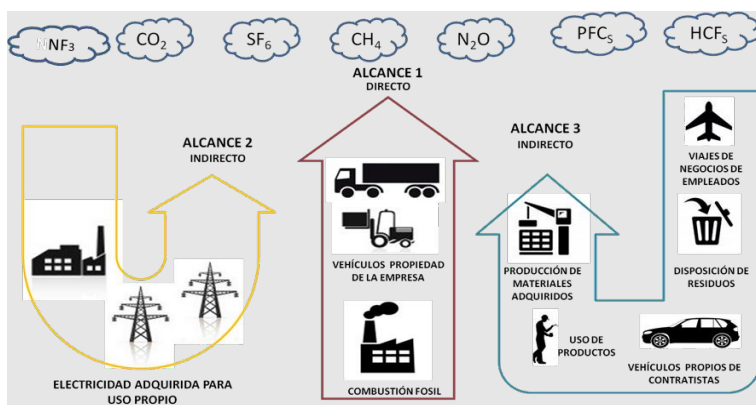 NNF₃
CO₂
SF₆
CH₄
N₂O
PFCₛ
HCFₛ
ALCANCE 1
DIRECTO
ALCANCE 2
INDIRECTO
ALCANCE 3
INDIRECTO
VIAJES DE
NEGOCIOS DE
EMPLEADOS
VEHÍCULOS PROPIEDAD
DE LA EMPRESA
PRODUCCIÓN DE
MATERIALES
ADQUIRIDOS
DISPOSICIÓN DE
RESIDUOS
USO DE
PRODUCTOS
VEHÍCULOS PROPIOS DE
CONTRATISTAS
ELECTRICIDAD ADQUIRIDA PARA
USO PROPIO
COMBUSTIÓN FOSIL